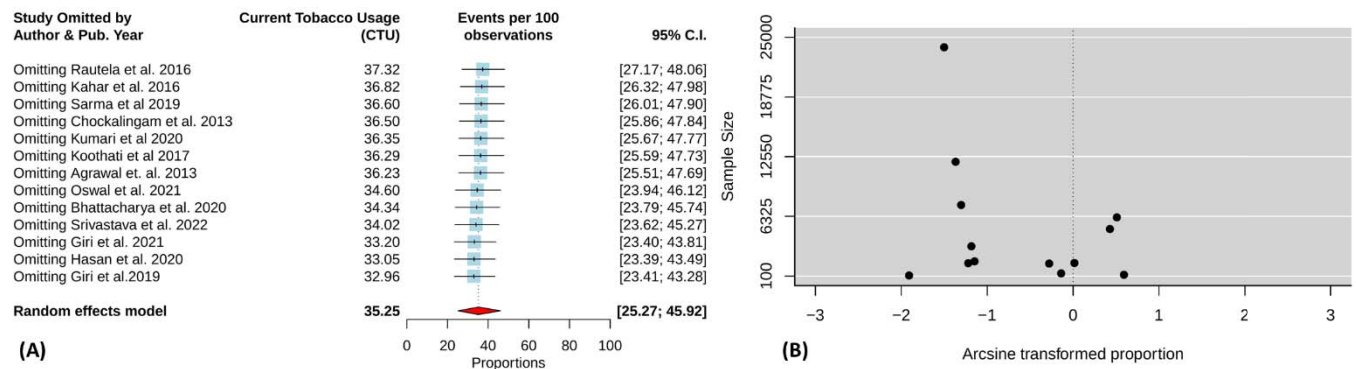 Study Omitted by Current Tobacco Usage Events per 100
Author & Pub. Year (CTU) observations 95% C.I.
Omitting Rautela et al. 2016 37.32 [27.17; 48.06]
Omitting Kahar et al. 2016 36.82 [26.32; 47.98]
Omitting Sarma et al 2019 36.60 [26.01; 47.90]
Omitting Chockalingam et al. 2013 36.50 [25.86; 47.84]
Omitting Kumari et al 2020 36.35 [25.67; 47.77]
Omitting Koothati et al 2017 36.29 [25.59; 47.73]
Omitting Agrawal et al. 2013 36.23 [25.51; 47.69]
Omitting Oswal et al. 2021 34.60 [23.94; 46.12]
Omitting Bhattacharya et al. 2020 34.34 [23.79; 45.74]
Omitting Srivastava et al. 2022 34.02 [23.62; 45.27]
Omitting Giri et al. 2021 33.20 [23.40; 43.81]
Omitting Hasan et al. 2020 33.05 [23.39; 43.49]
Omitting Giri et al.2019 32.96 [23.41; 43.28]
Random effects model 35.25 [25.27; 45.92]
0 20 40 60 80 100
Proportions
(A)
Sample Size
25000
18775
12550
6325
100
−3 −2 −1 0 1 2 3
Arcsine transformed proportion
(B)